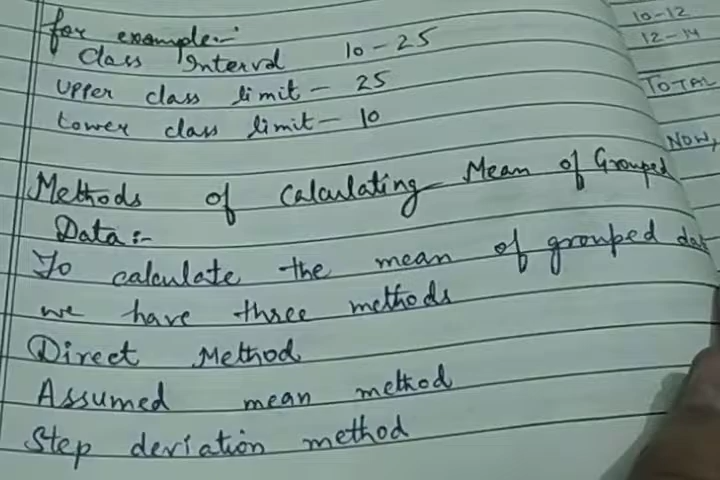 for example:-
Class Interval 10-25
Upper class limit - 25
Lower class limit - 10
Methods of Calculating Mean of Grouped
Data:-
To calculate the mean of grouped dat
we have three methods
Direct Method
Assumed mean method
Step deviation method
10-12
12-14
TOTAL
NOW,